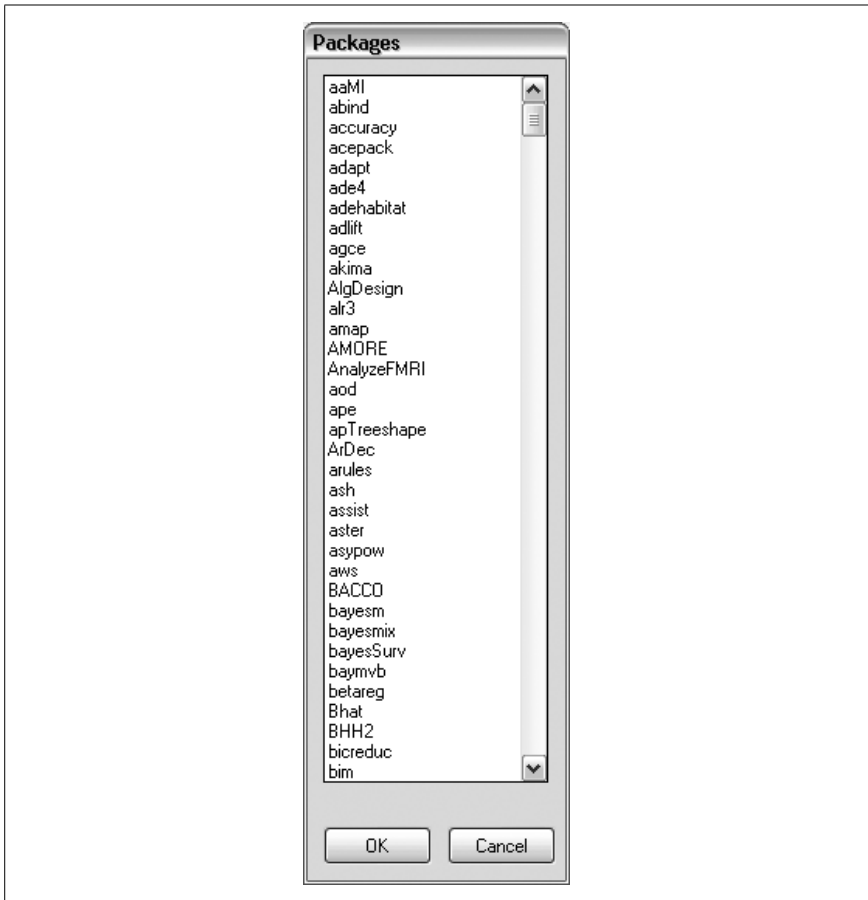 Packages
aaMI
abind
accuracy
acepack
adapt
ade4
adehabitat
adlift
agce
akima
AlgDesign
alr3
amap
AMORE
AnalyzeFMRI
aod
ape
apTreeshape
ArDec
arules
ash
assist
aster
asypow
aws
BACCO
bayesm
bayesmix
bayesSurv
baymvb
betareg
Bhat
BHH2
bicreduc
bim
OK Cancel